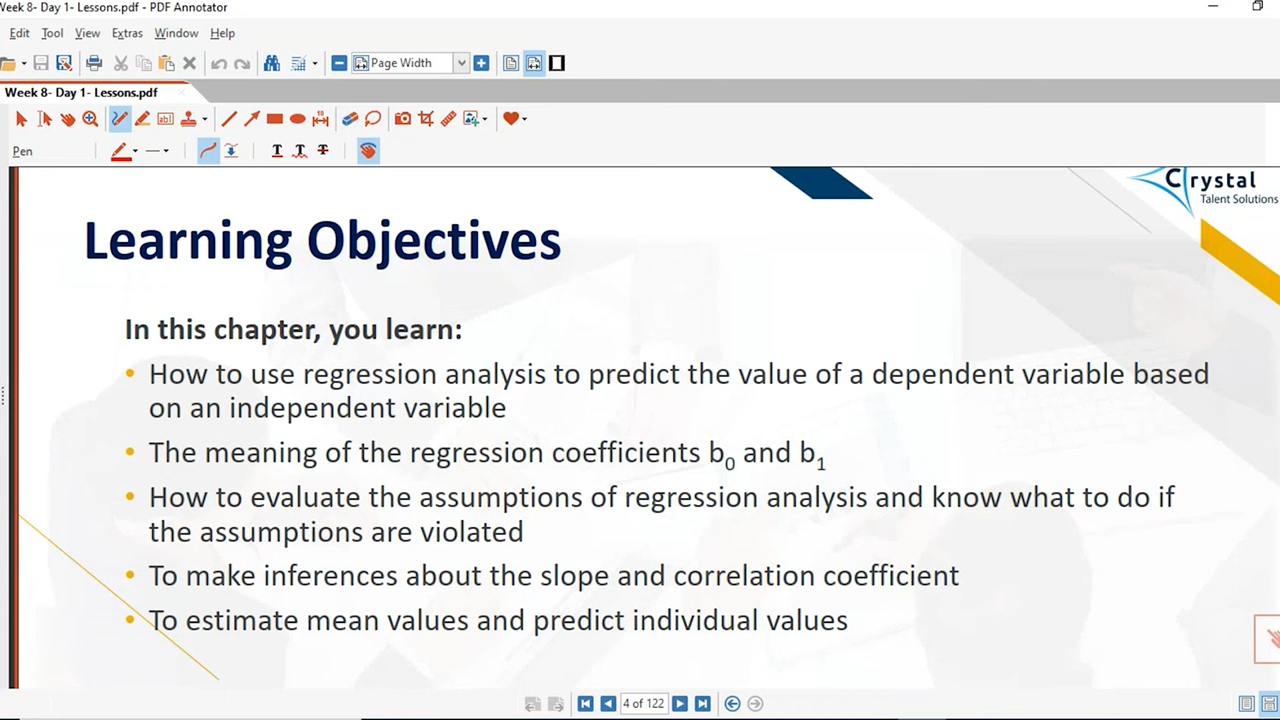 Week 8- Day 1- Lessons.pdf - PDF Annotator
Edit Tool View Extras Window Help
Page Width
Week 8- Day 1- Lessons.pdf
Pen
Crystal
Talent Solutions
Learning Objectives
In this chapter, you learn:
• How to use regression analysis to predict the value of a dependent variable based
on an independent variable
• The meaning of the regression coefficients b0 and b1
• How to evaluate the assumptions of regression analysis and know what to do if
the assumptions are violated
• To make inferences about the slope and correlation coefficient
• To estimate mean values and predict individual values
4 of 122